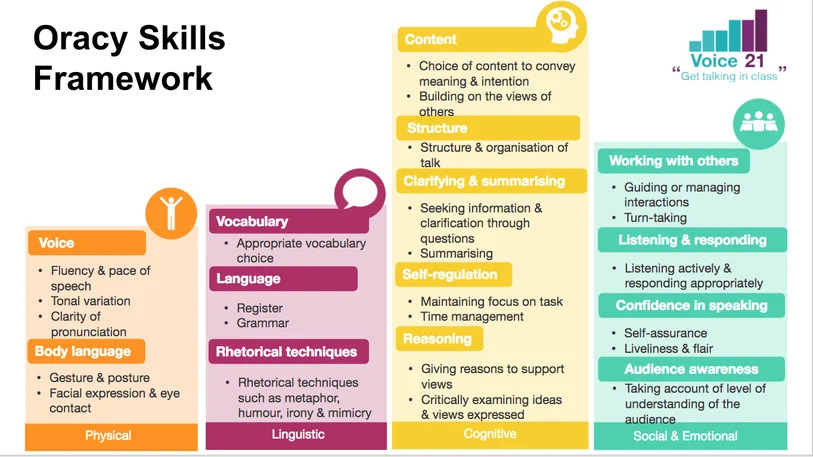 Oracy Skills
Framework
Voice 21
“Get talking in class”
Voice
• Fluency & pace of
speech
• Tonal variation
• Clarity of
pronunciation
Body language
• Gesture & posture
• Facial expression & eye
contact
Physical
Vocabulary
• Appropriate vocabulary
choice
Language
• Register
• Grammar
Rhetorical techniques
• Rhetorical techniques
such as metaphor,
humour, irony & mimicry
Linguistic
Content
• Choice of content to convey
meaning & intention
• Building on the views of
others
Structure
• Structure & organisation of
talk
Clarifying & summarising
• Seeking information &
clarification through
questions
• Summarising
Self-regulation
• Maintaining focus on task
• Time management
Reasoning
• Giving reasons to support
views
• Critically examining ideas
& views expressed
Cognitive
Working with others
• Guiding or managing
interactions
• Turn-taking
Listening & responding
• Listening actively &
responding appropriately
Confidence in speaking
• Self-assurance
• Liveliness & flair
Audience awareness
• Taking account of level of
understanding of the
audience
Social & Emotional